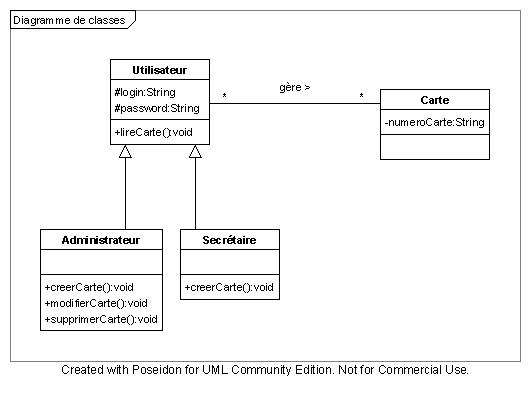 Diagramme de classes
Utilisateur
#login:String
#password:String
+lireCarte():void
* gère > *
Carte
-numeroCarte:String
Administrateur
+creerCarte():void
+modifierCarte():void
+supprimerCarte():void
Secrétaire
+creerCarte():void
Created with Poseidon for UML Community Edition. Not for Commercial Use.